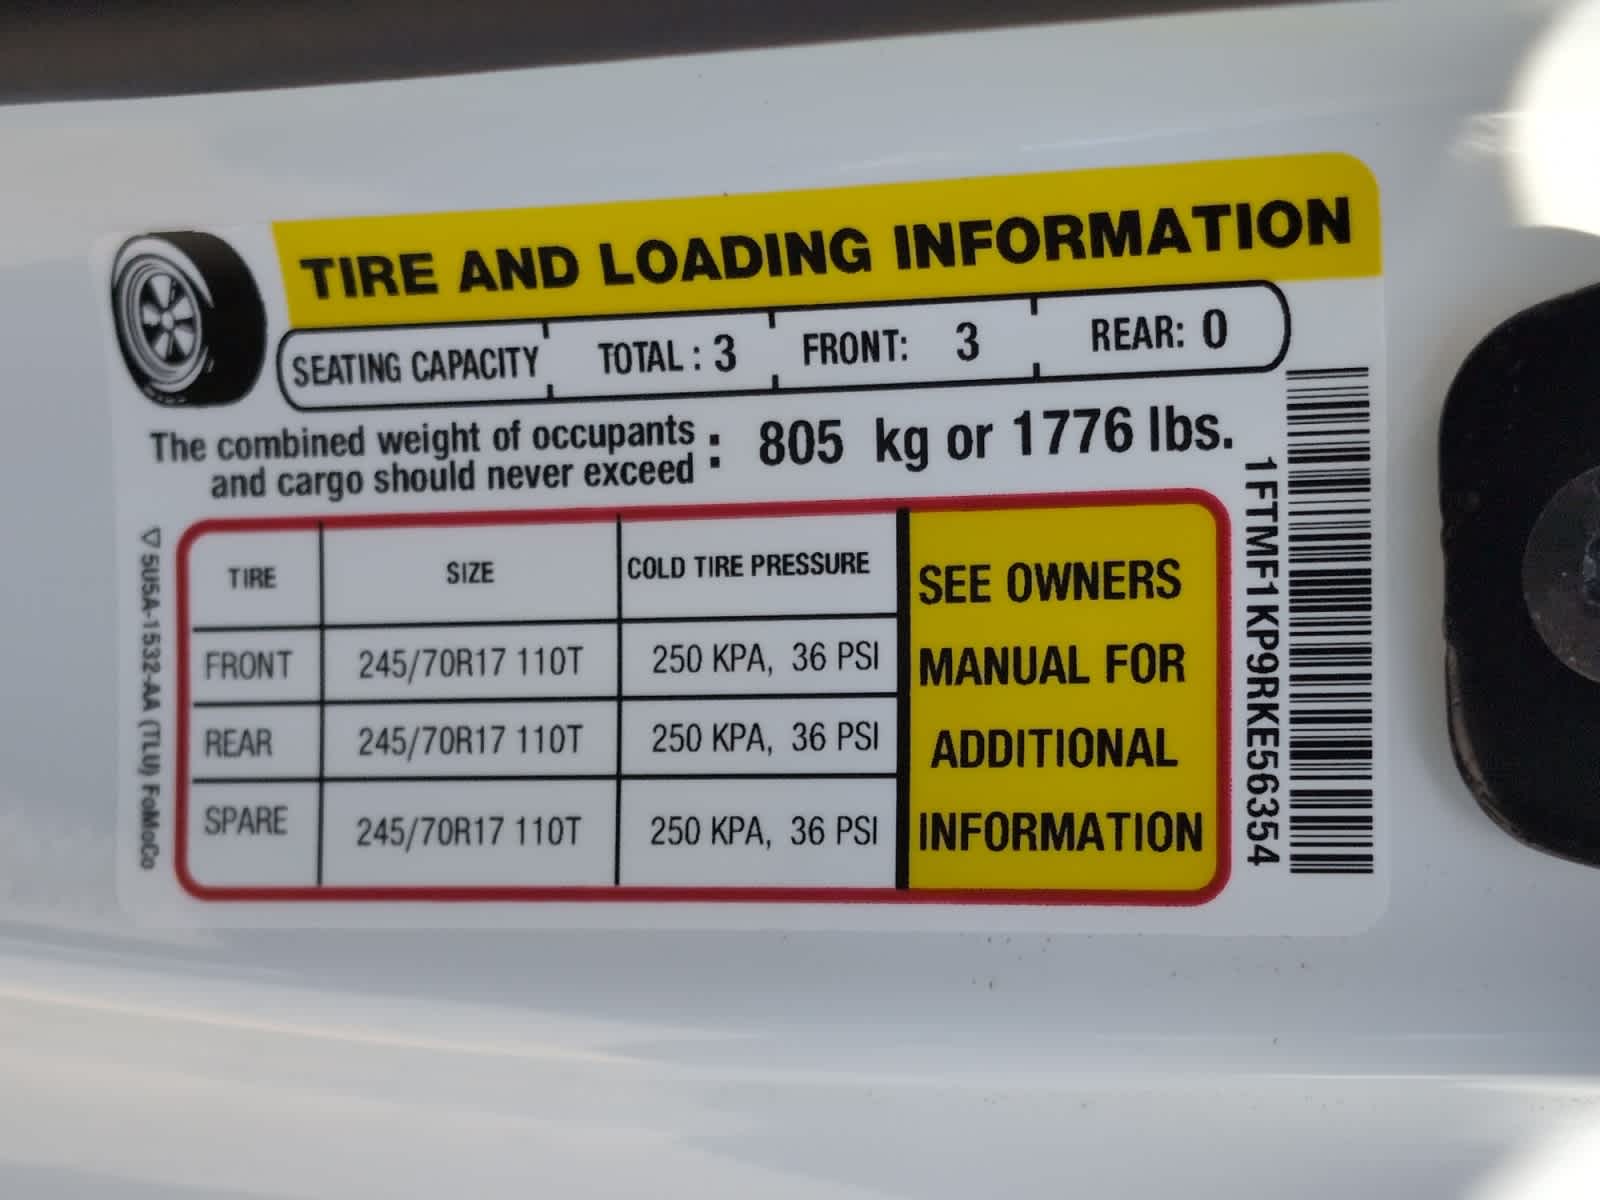 TIRE AND LOADING INFORMATION
SEATING CAPACITY TOTAL : 3 FRONT: 3 REAR: 0
The combined weight of occupants
and cargo should never exceed : 805 kg or 1776 lbs.
TIRE SIZE COLD TIRE PRESSURE
FRONT 245/70R17 110T 250 KPA, 36 PSI
REAR 245/70R17 110T 250 KPA, 36 PSI
SPARE 245/70R17 110T 250 KPA, 36 PSI
SEE OWNERS
MANUAL FOR
ADDITIONAL
INFORMATION
1FTMF1KP9RKE56354
▽5U5A-1532-AA (TLU) FoMoCo